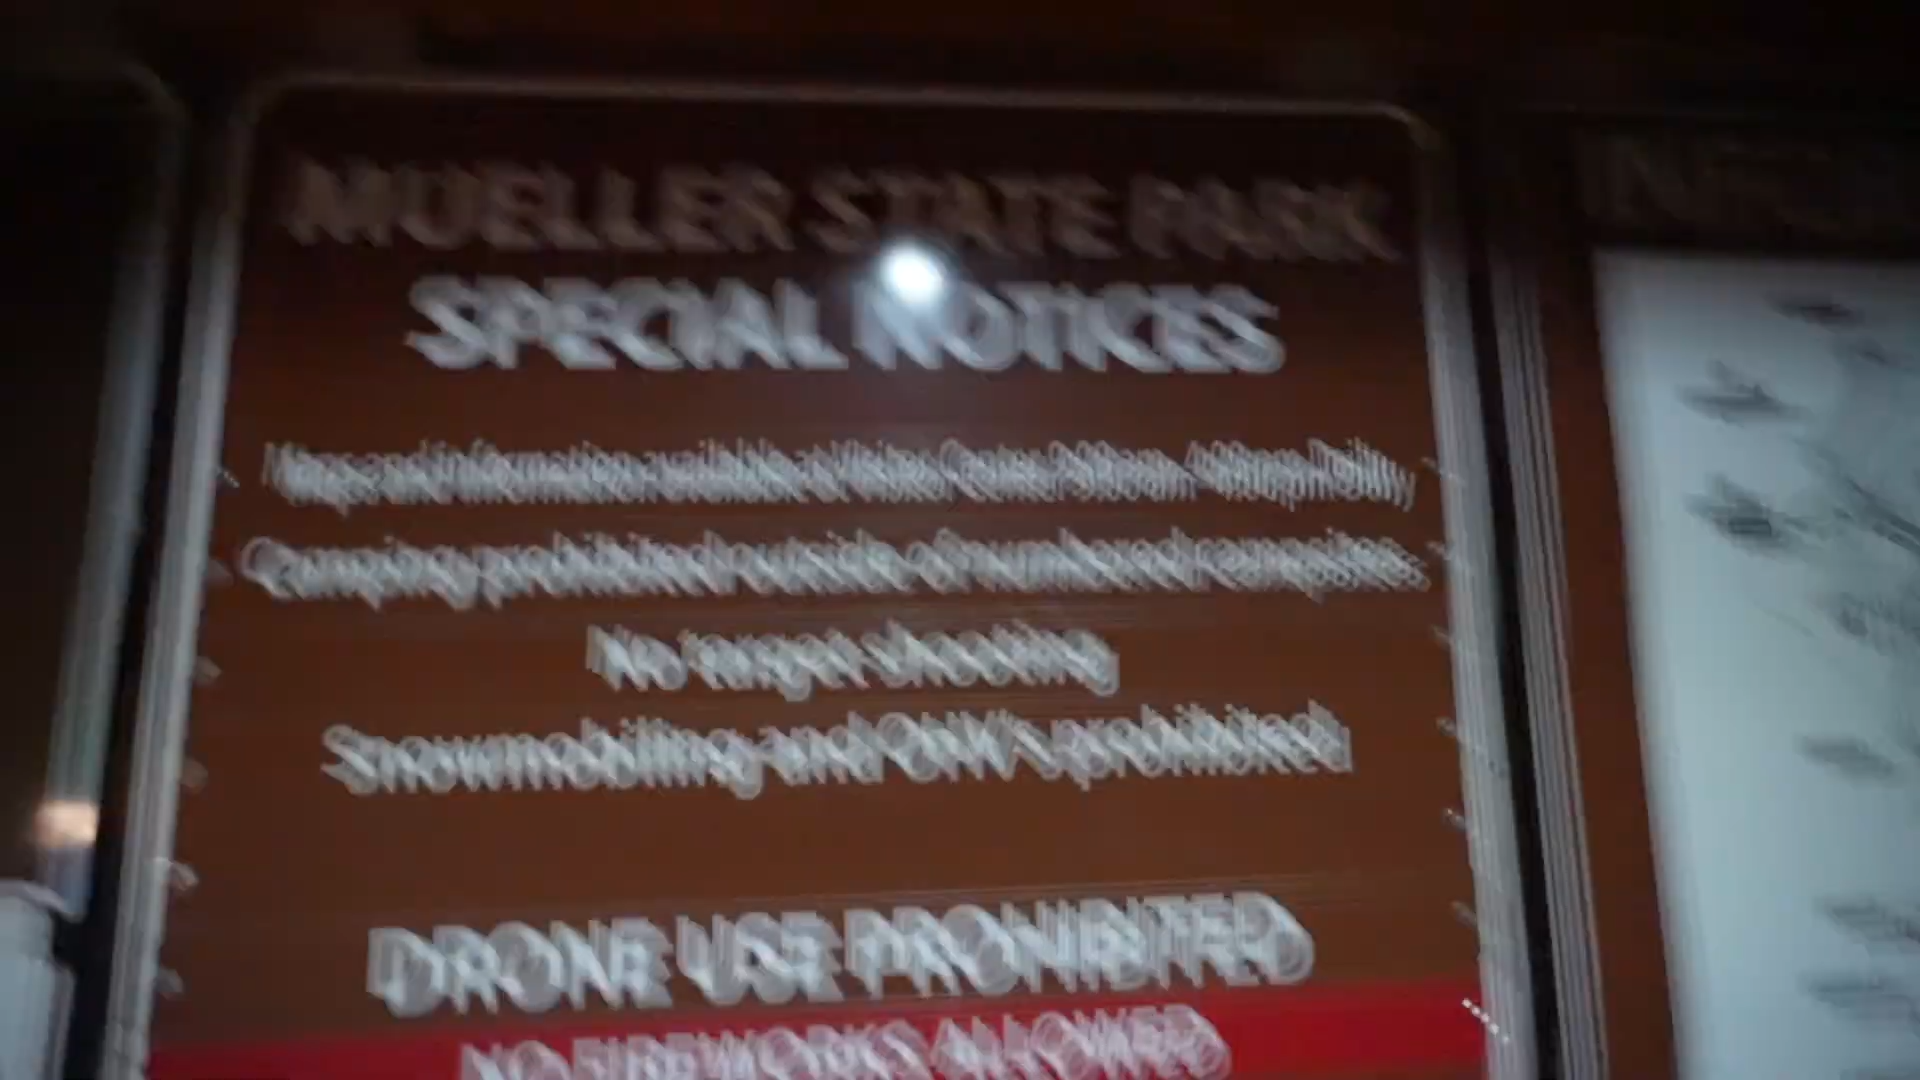 MUELLER STATE PARK
SPECIAL NOTICES
Maps and information available at Visitor Center 9:00am - 4:00pm Daily
Camping prohibited outside of numbered campsites
No target shooting
Snowmobiling and OHV's prohibited
DRONE USE PROHIBITED
NO FIREWORKS ALLOWED